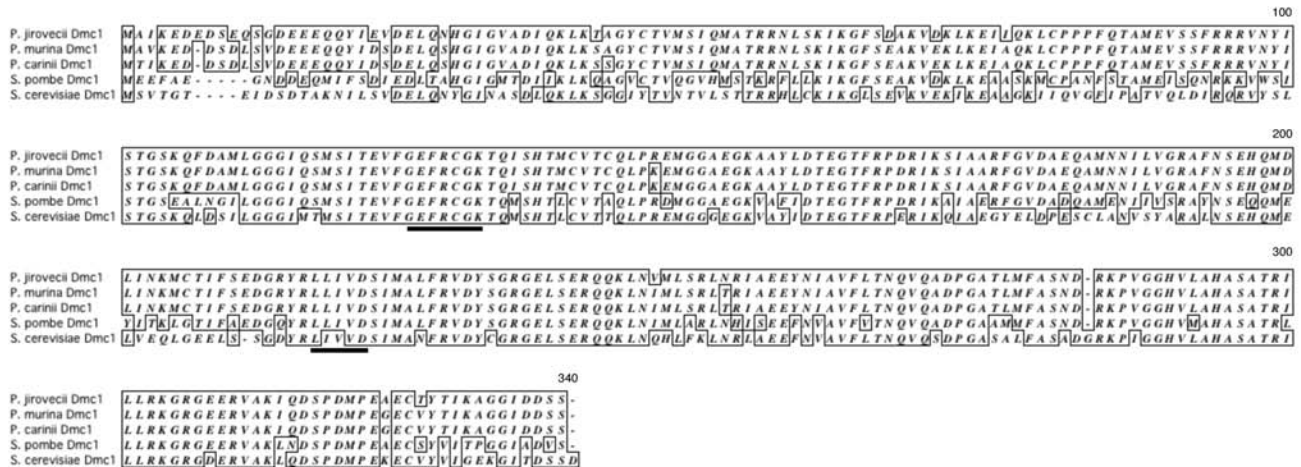 100
P. jirovecii Dmc1 MAIKEDEDSEQSGDEEEQQYIEVDELQNHGIGVADIQKLKTAGYCTVMSIQMATRRNLSKIKGFSDAKVDKLKEIIQKLCPPPFQTAMEVSSFRRRVNYI
P. murina Dmc1 MAVKED-DSDLSVDEEEQQYIDSDELQSHGIGVADIQKLKSAGYCTVMSIQMATRRNLSKIKGFSEAKVEKLKEIAQKLCPPPFQTAMEVSSFRRRVNYI
P. carinii Dmc1 MTIKED-DSDLSVDEEEQQYIDSDELQSHGIGVADIQKLKSSGYCTVMSIQMATRRNLSKIKGFSEAKVEKLKEIAQKLCPPPFQTAMEVSSFRRRVNYI
S. pombe Dmc1 MEEFAE-----GNDDEQMIFSDIEDLTAHGIGMTDIIKLKQAGVCTVQGVHMSTKRFLLKIKGFSEAKVDKLKEAASKMCPANFSTAMEISQNRKKVWSI
S. cerevisiae Dmc1 MSVTGT----EIDSDTAKNILSVDELQNYGINASDLQKLKSGGIYTVNTVLSTTRRHLCKIKGLSEVKVEKIKEAAGKIIQVGFIPATVQLDIRQRVYSL
200
P. jirovecii Dmc1 STGSKQFDAMLGGGIQSMSITEVFGEFRCGKTQISHTMCVTCQLPREMGGAEGKAAYLDTEGTFRPDRIKSIAARFGVDAEQAMNNILVGRAFNSEHQMD
P. murina Dmc1 STGSKQFDAMLGGGIQSMSITEVFGEFRCGKTQISHTMCVTCQLPKEMGGAEGKAAYLDTEGTFRPDRIKSIAARFGVDAEQAMNNILVGRAFNSEHQMD
P. carinii Dmc1 STGSKQFDAMLGGGIQSMSITEVFGEFRCGKTQISHTMCVTCQLPKEMGGAEGKAAYLDTEGTFRPDRIKSIAARFGVDAEQAMNNILVGRAFNSEHQMD
S. pombe Dmc1 STGSEALNGILGGGIQSMSITEVFGEFRCGKTQMSHTLCVTAQLPRDMGGAEGKVAFIDTEGTFRPDRIKAIAERFGVDADQAMENIIVSRAYNSEQQME
S. cerevisiae Dmc1 STGSKQLDSILGGGIMTMSITEVFGEFRCGKTQMSHTLCVTTQLPREMGGGEGKVAYIDTEGTFRPERIKQIAEGYELDPESCLANVSYARALNSEHQME
300
P. jirovecii Dmc1 LINKMCTIFSEDGRYRLLIVDSIMALFRVDYSGRGELSERQQKLNVMLSRLNRIAEEYNIAVFLTNQVQADPGATLMFASND-RKPVGGHVLAHASATRI
P. murina Dmc1 LINKMCTIFSEDGRYRLLIVDSIMALFRVDYSGRGELSERQQKLNIMLSRLTRIAEEYNIAVFLTNQVQADPGATLMFASND-RKPVGGHVLAHASATRI
P. carinii Dmc1 LINKMCTIFSEDGRYRLLIVDSIMALFRVDYSGRGELSERQQKLNIMLSRLTRIAEEYNIAVFLTNQVQADPGATLMFASND-RKPVGGHVLAHASATRI
S. pombe Dmc1 YITKLGTIFAEDGQYRLLIVDSIMALFRVDYSGRGELSERQQKLNIMLARLNHISEEFNVAVFVTNQVQADPGAAMMFASND-RKPVGGHVMAHASATRL
S. cerevisiae Dmc1 LVEQLGEELS-SGDYRLIVVDSIMANFRVDYCGRGELSERQQKLNQHLFKLNRLAEEFNVAVFLTNQVQSDPGASALFASADGRKPIGGHVLAHASATRI
340
P. jirovecii Dmc1 LLRKGRGEERVAKIQDSPDMPEAECTYTIKAGGIDDSS-
P. murina Dmc1 LLRKGRGEERVAKIQDSPDMPEGECVYTIKAGGIDDSS-
P. carinii Dmc1 LLRKGRGEERVAKIQDSPDMPEGECVYTIKAGGIDDSS-
S. pombe Dmc1 LLRKGRGEERVAKLNDSPDMPEAECSYVITPGGIADVS-
S. cerevisiae Dmc1 LLRKGRGDERVAKLQDSPDMPEKECVYVIGEKGITDSSD